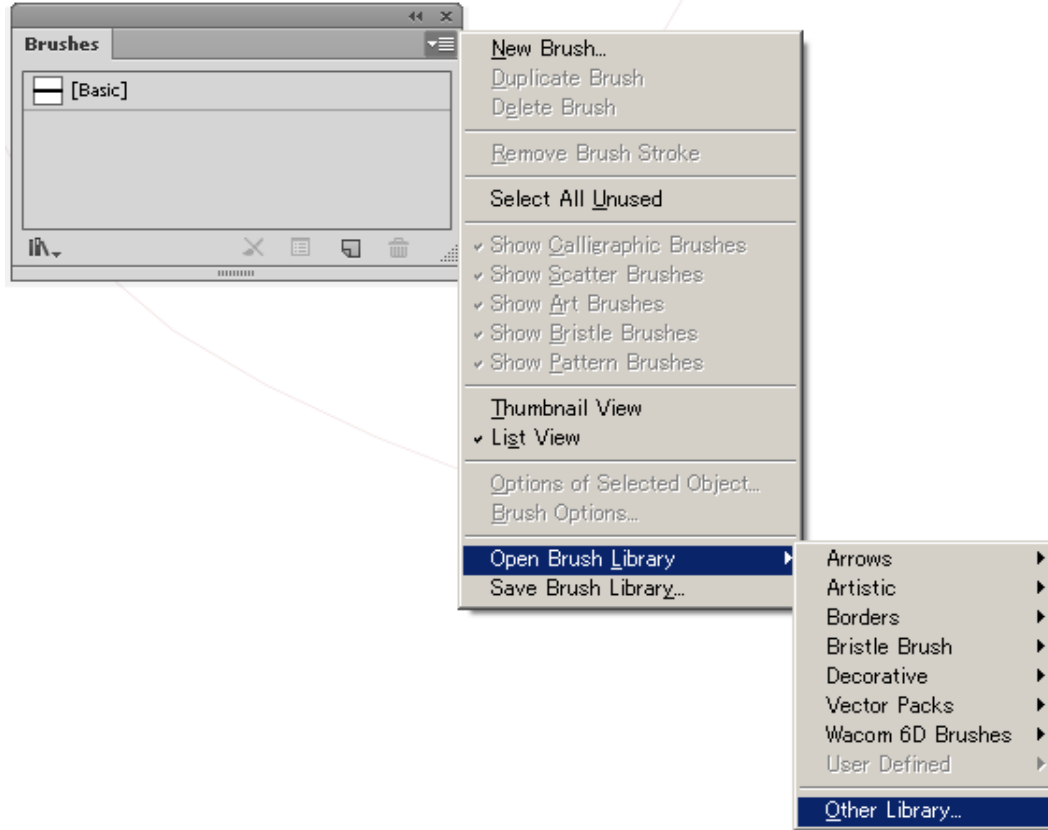 Brushes
[Basic]
New Brush...
Duplicate Brush
Delete Brush
Remove Brush Stroke
Select All Unused
Show Calligraphic Brushes
Show Scatter Brushes
Show Art Brushes
Show Bristle Brushes
Show Pattern Brushes
Thumbnail View
List View
Options of Selected Object...
Brush Options...
Open Brush Library
Save Brush Library...
Arrows
Artistic
Borders
Bristle Brush
Decorative
Vector Packs
Wacom 6D Brushes
User Defined
Other Library...